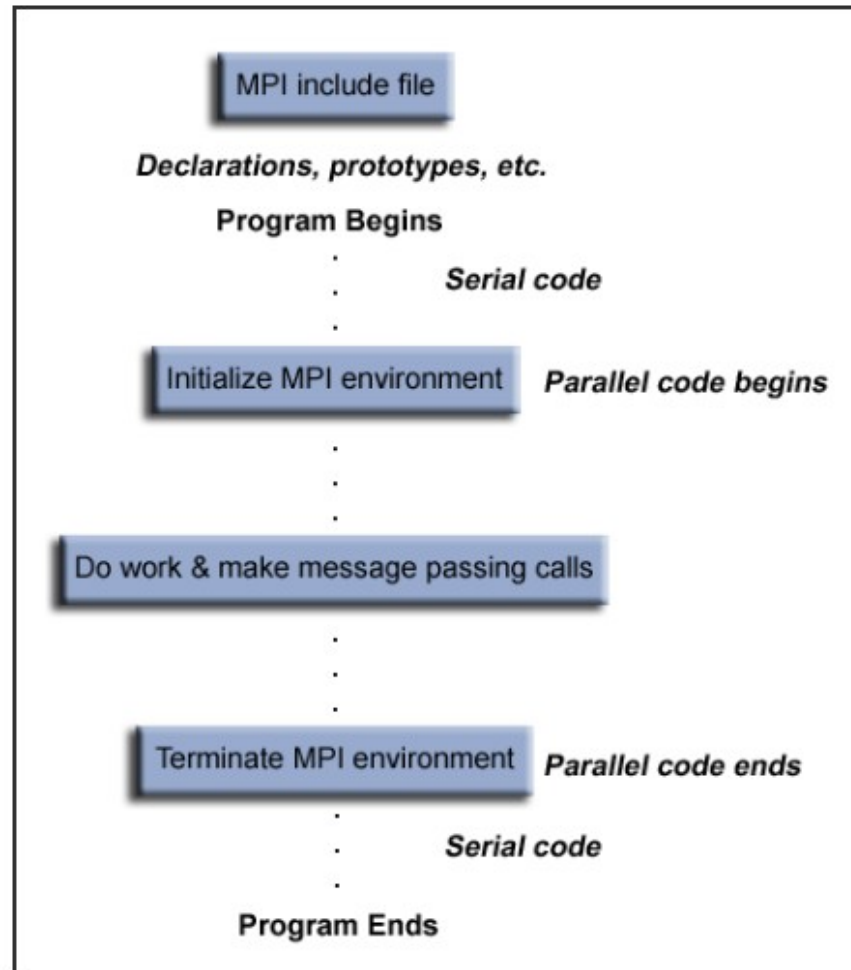 MPI include file
Declarations, prototypes, etc.
Program Begins
Serial code
Initialize MPI environment
Parallel code begins
Do work & make message passing calls
Terminate MPI environment
Parallel code ends
Serial code
Program Ends